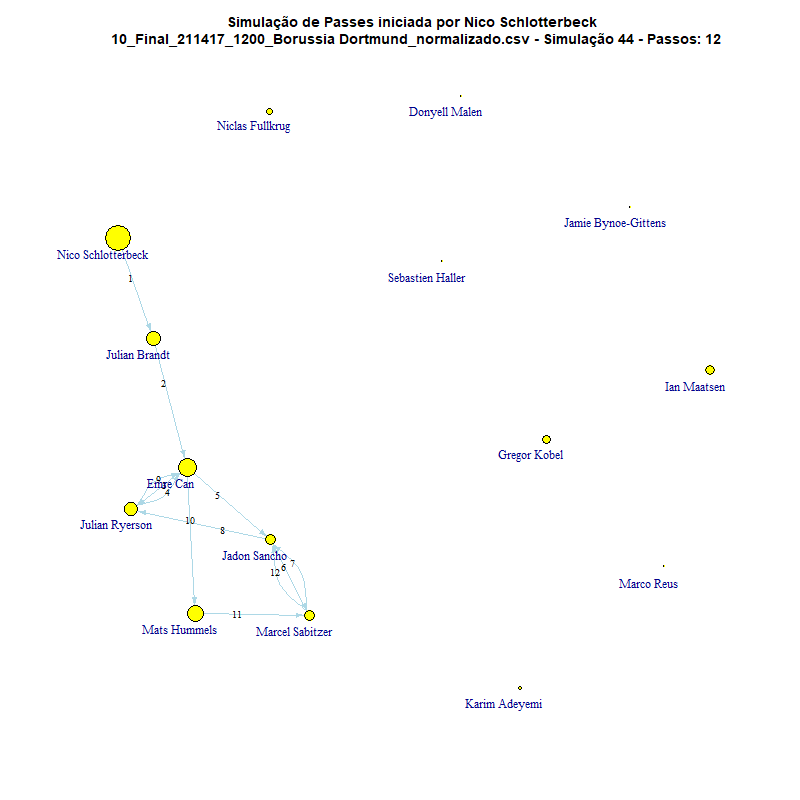 Simulação de Passes iniciada por Nico Schlotterbeck
10_Final_211417_1200_Borussia Dortmund_normalizado.csv - Simulação 44 - Passos: 12
Donyell Malen
Niclas Fullkrug
Jamie Bynoe-Gittens
Nico Schlotterbeck
Sebastien Haller
1
Julian Brandt
2
Ian Maatsen
Gregor Kobel
9
Emre Can
4
5
10
Julian Ryerson
8
Jadon Sancho
7
6
12
Marco Reus
11
Mats Hummels
Marcel Sabitzer
Karim Adeyemi